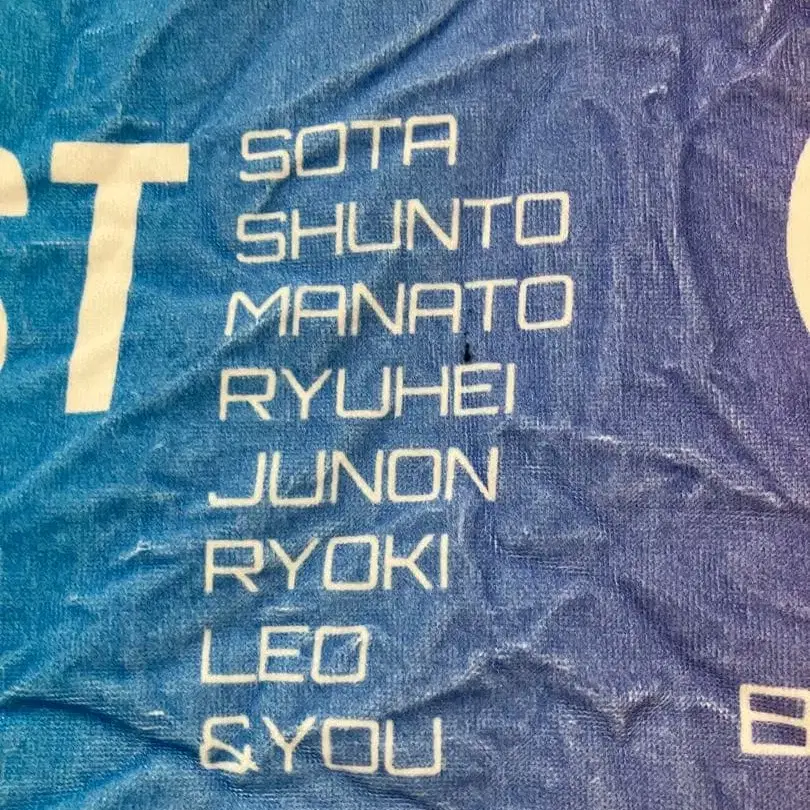 ST
SOTA
SHUNTO
MANATO
RYUHEI
JUNON
RYOKI
LEO
&YOU